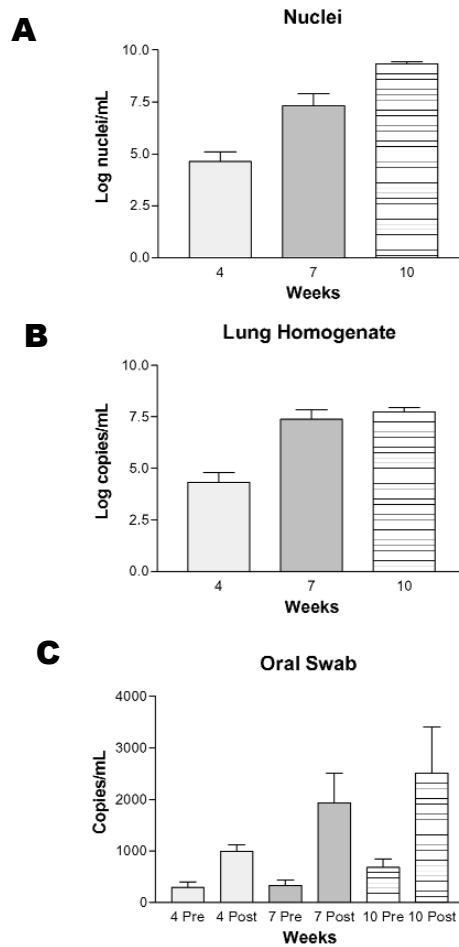 A
Nuclei
Log nuclei/mL
10.0
7.5
5.0
2.5
0.0
4 7 10
Weeks
B
Lung Homogenate
Log copies/mL
10.0
7.5
5.0
2.5
0.0
4 7 10
Weeks
C
Oral Swab
Copies/mL
4000
3000
2000
1000
0
4 Pre 4 Post 7 Pre 7 Post 10 Pre 10 Post
Weeks